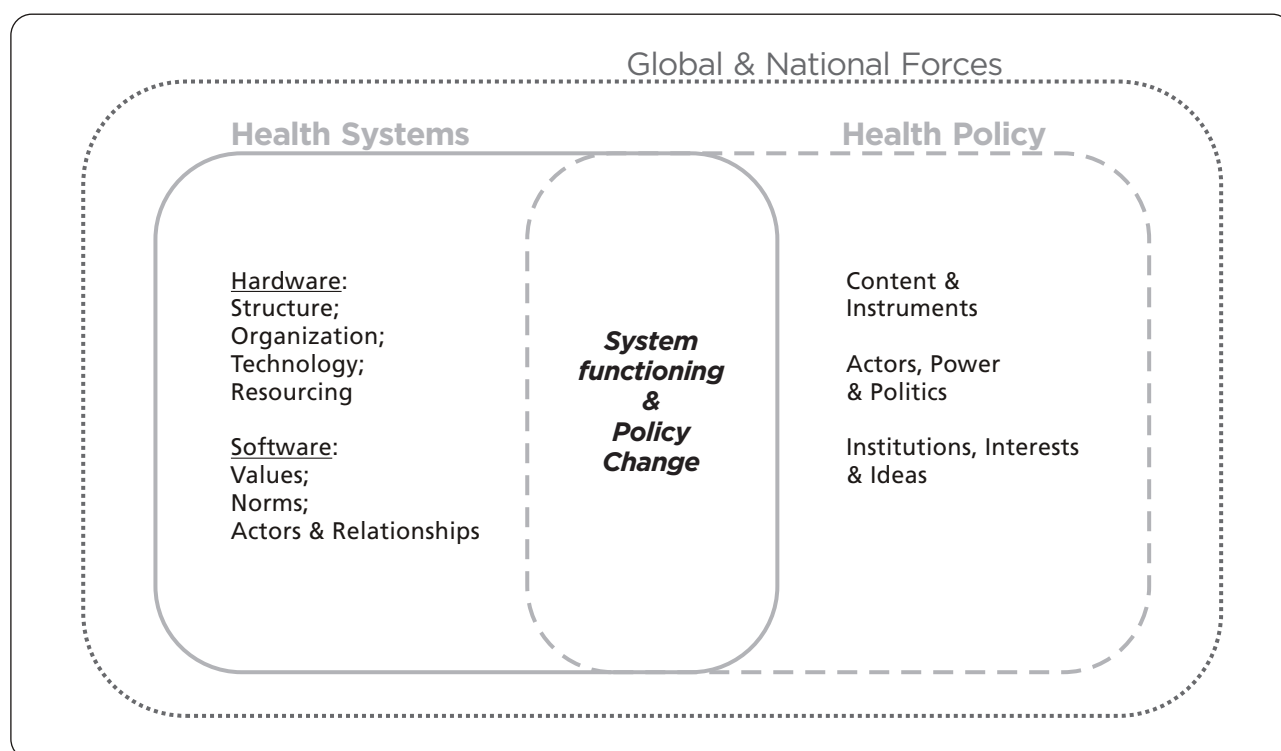 Global & National Forces
Health Systems
Health Policy
Hardware:
Structure;
Organization;
Technology;
Resourcing
Software:
Values;
Norms;
Actors & Relationships
System
functioning
&
Policy
Change
Content &
Instruments
Actors, Power
& Politics
Institutions, Interests
& Ideas